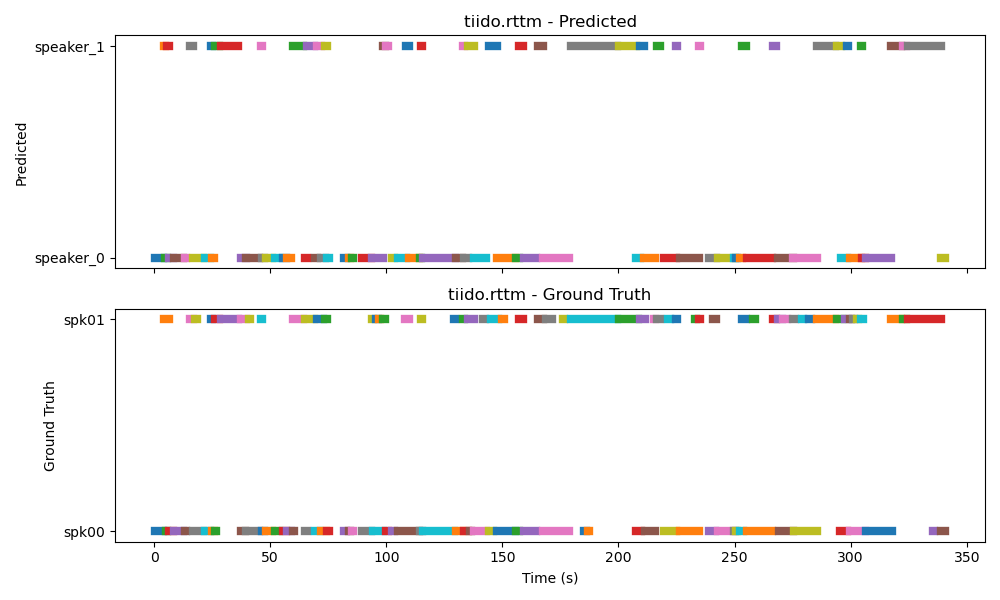 tiido.rttm - Predicted
speaker_1
Predicted
speaker_0
tiido.rttm - Ground Truth
spk01
Ground Truth
spk00
0 50 100 150 200 250 300 350
Time (s)